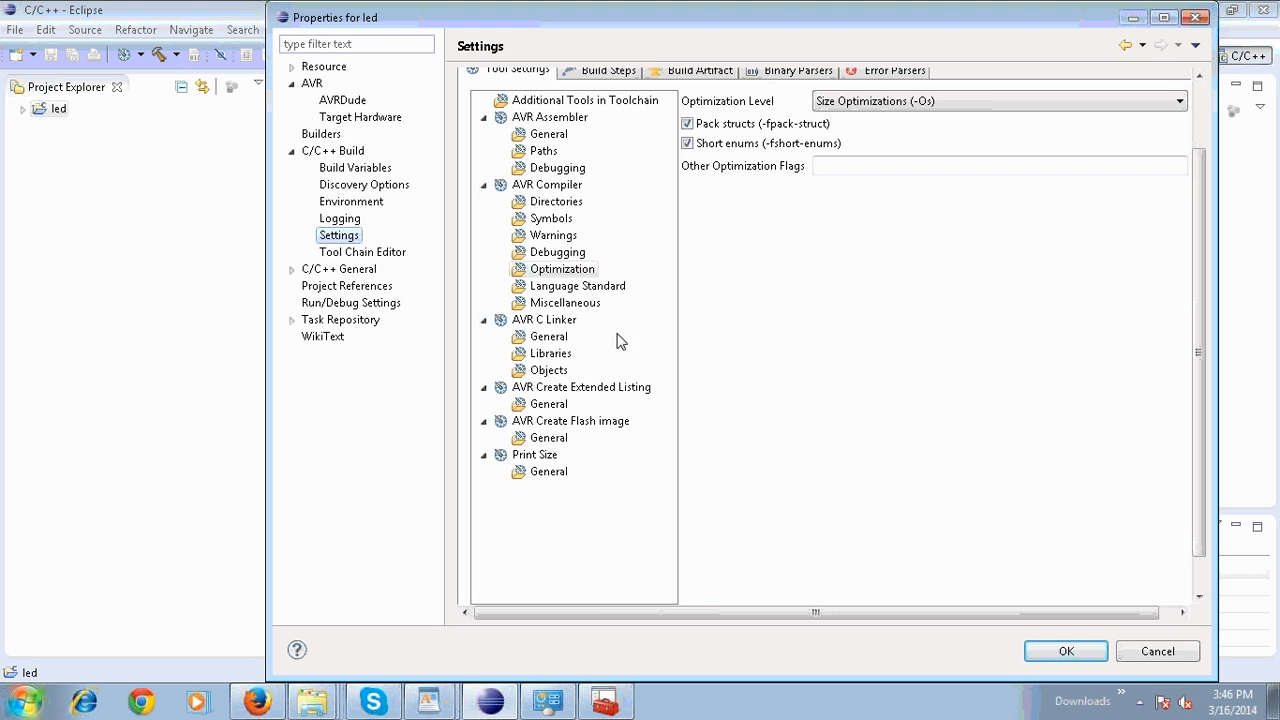 C/C++ - Eclipse
File Edit Source Refactor Navigate Search
Project Explorer
led
led
Properties for led
type filter text
Resource
AVR
AVRDude
Target Hardware
Builders
C/C++ Build
Build Variables
Discovery Options
Environment
Logging
Settings
Tool Chain Editor
C/C++ General
Project References
Run/Debug Settings
Task Repository
WikiText
Settings
Tool Settings Build Steps Build Artifact Binary Parsers Error Parsers
Additional Tools in Toolchain
AVR Assembler
General
Paths
Debugging
AVR Compiler
Directories
Symbols
Warnings
Debugging
Optimization
Language Standard
Miscellaneous
AVR C Linker
General
Libraries
Objects
AVR Create Extended Listing
General
AVR Create Flash image
General
Print Size
General
Optimization Level Size Optimizations (-Os)
Pack structs (-fpack-struct)
Short enums (-fshort-enums)
Other Optimization Flags
OK Cancel
C/C++
Downloads
3:46 PM
3/16/2014